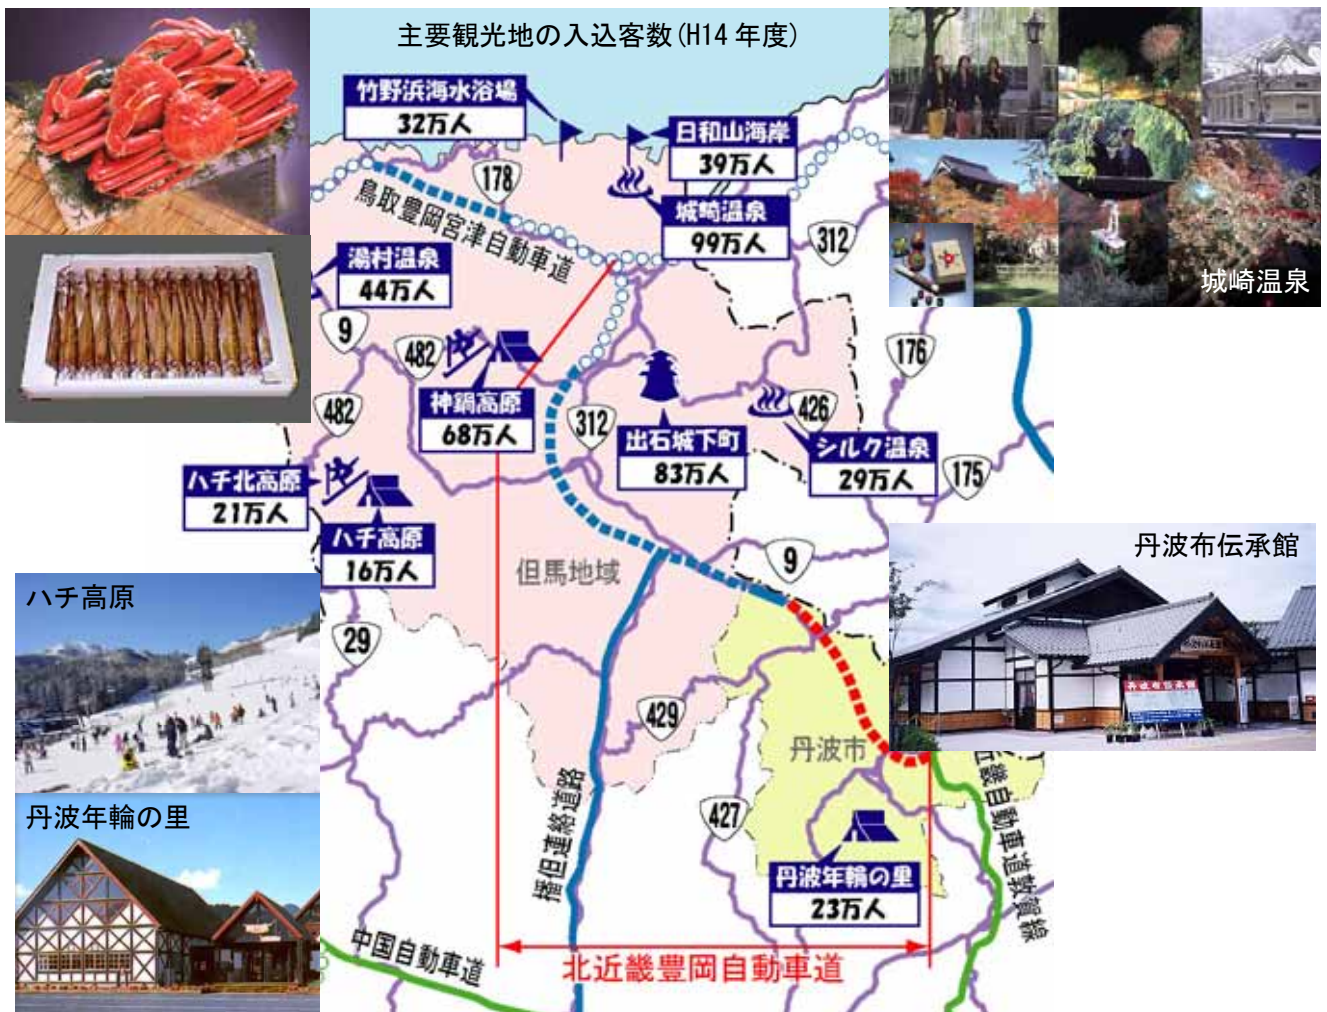 主要観光地の入込客数(H14年度)
竹野浜海水浴場
32万人
日和山海岸
39万人
178
城崎温泉
99万人
鳥取豊岡宮津自動車道
312
湯村温泉
44万人
城崎温泉
9
482
176
482
神鍋高原
68万人
312
426
出石城下町
83万人
シルク温泉
29万人
175
ハチ北高原
21万人
ハチ高原
16万人
9
丹波布伝承館
但馬地域
ハチ高原
29
丹波布伝承館
429
丹波市
近畿自動車道敦賀線
播但連絡道路
427
丹波年輪の里
丹波年輪の里
23万人
中国自動車道
北近畿豊岡自動車道